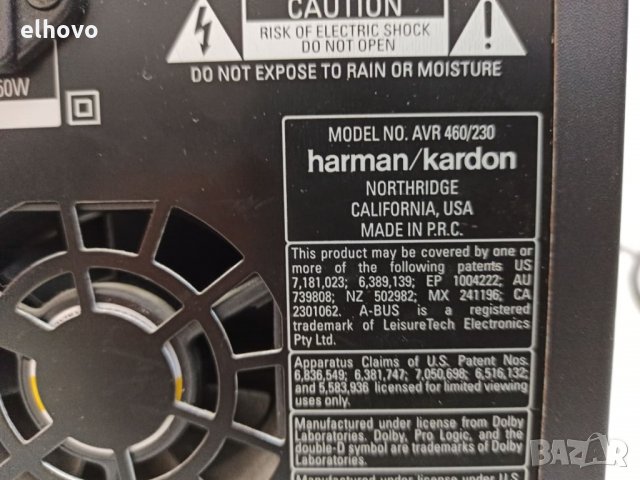 elhovo
CAUTION
RISK OF ELECTRIC SHOCK
DO NOT OPEN
DO NOT EXPOSE TO RAIN OR MOISTURE
60W
MODEL NO. AVR 460/230
harman/kardon
NORTHRIDGE
CALIFORNIA, USA
MADE IN P.R.C.
This product may be covered by one or
more of the following patents US
7,181,023; 6,389,139; EP 1004222; AU
739808; NZ 502982; MX 241196; CA
2301062. A-BUS is a registered
trademark of LeisureTech Electronics
Pty Ltd.
Apparatus Claims of U.S. Patent Nos.
6,836,549; 6,381,747; 7,050,698; 6,516,132;
and 5,583,936 licensed for limited viewing
uses only.
Manufactured under license from Dolby
Laboratories. Dolby, Pro Logic, and the
double-D symbol are trademarks of Dolby
Laboratories.
Manufactured under license under U.S.
BAZAR